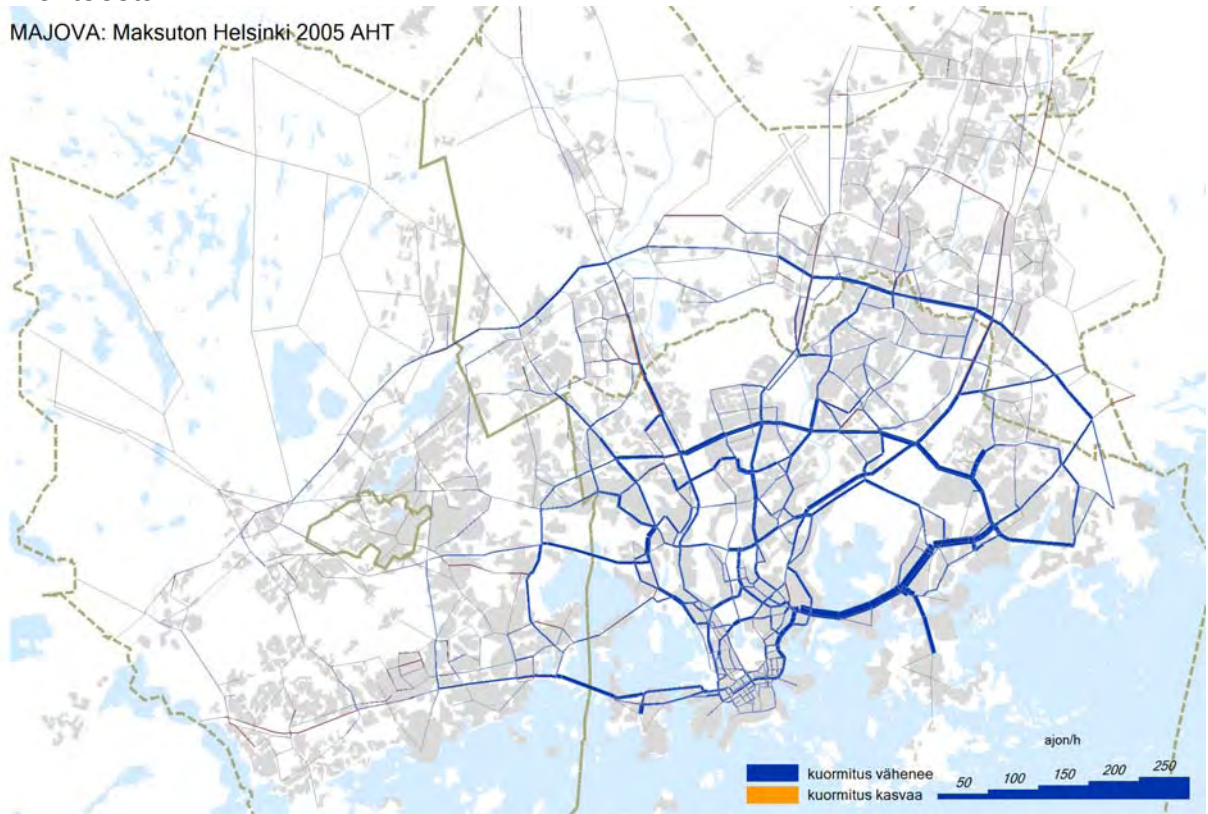 MAJOVA: Maksuton Helsinki 2005 AHT
ajon/h
kuormitus vähenee
kuormitus kasvaa
50 100 150 200 250